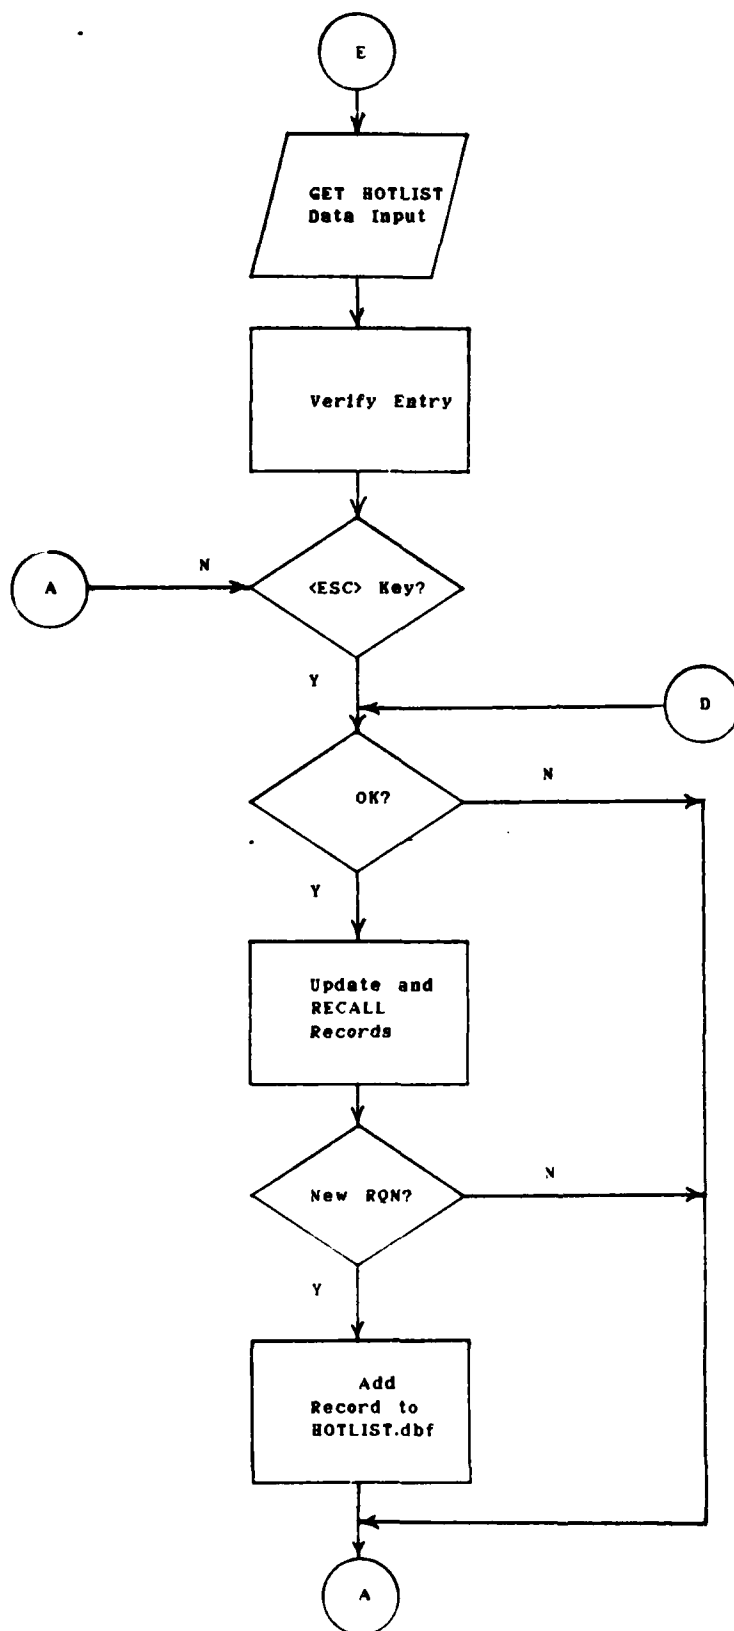 E
GET HOTLIST
Data Input
Verify Entry
N
A
<ESC> Key?
Y
D
OK?
N
Y
Update and
RECALL
Records
New RQN?
N
Y
Add
Record to
HOTLIST.dbf
A